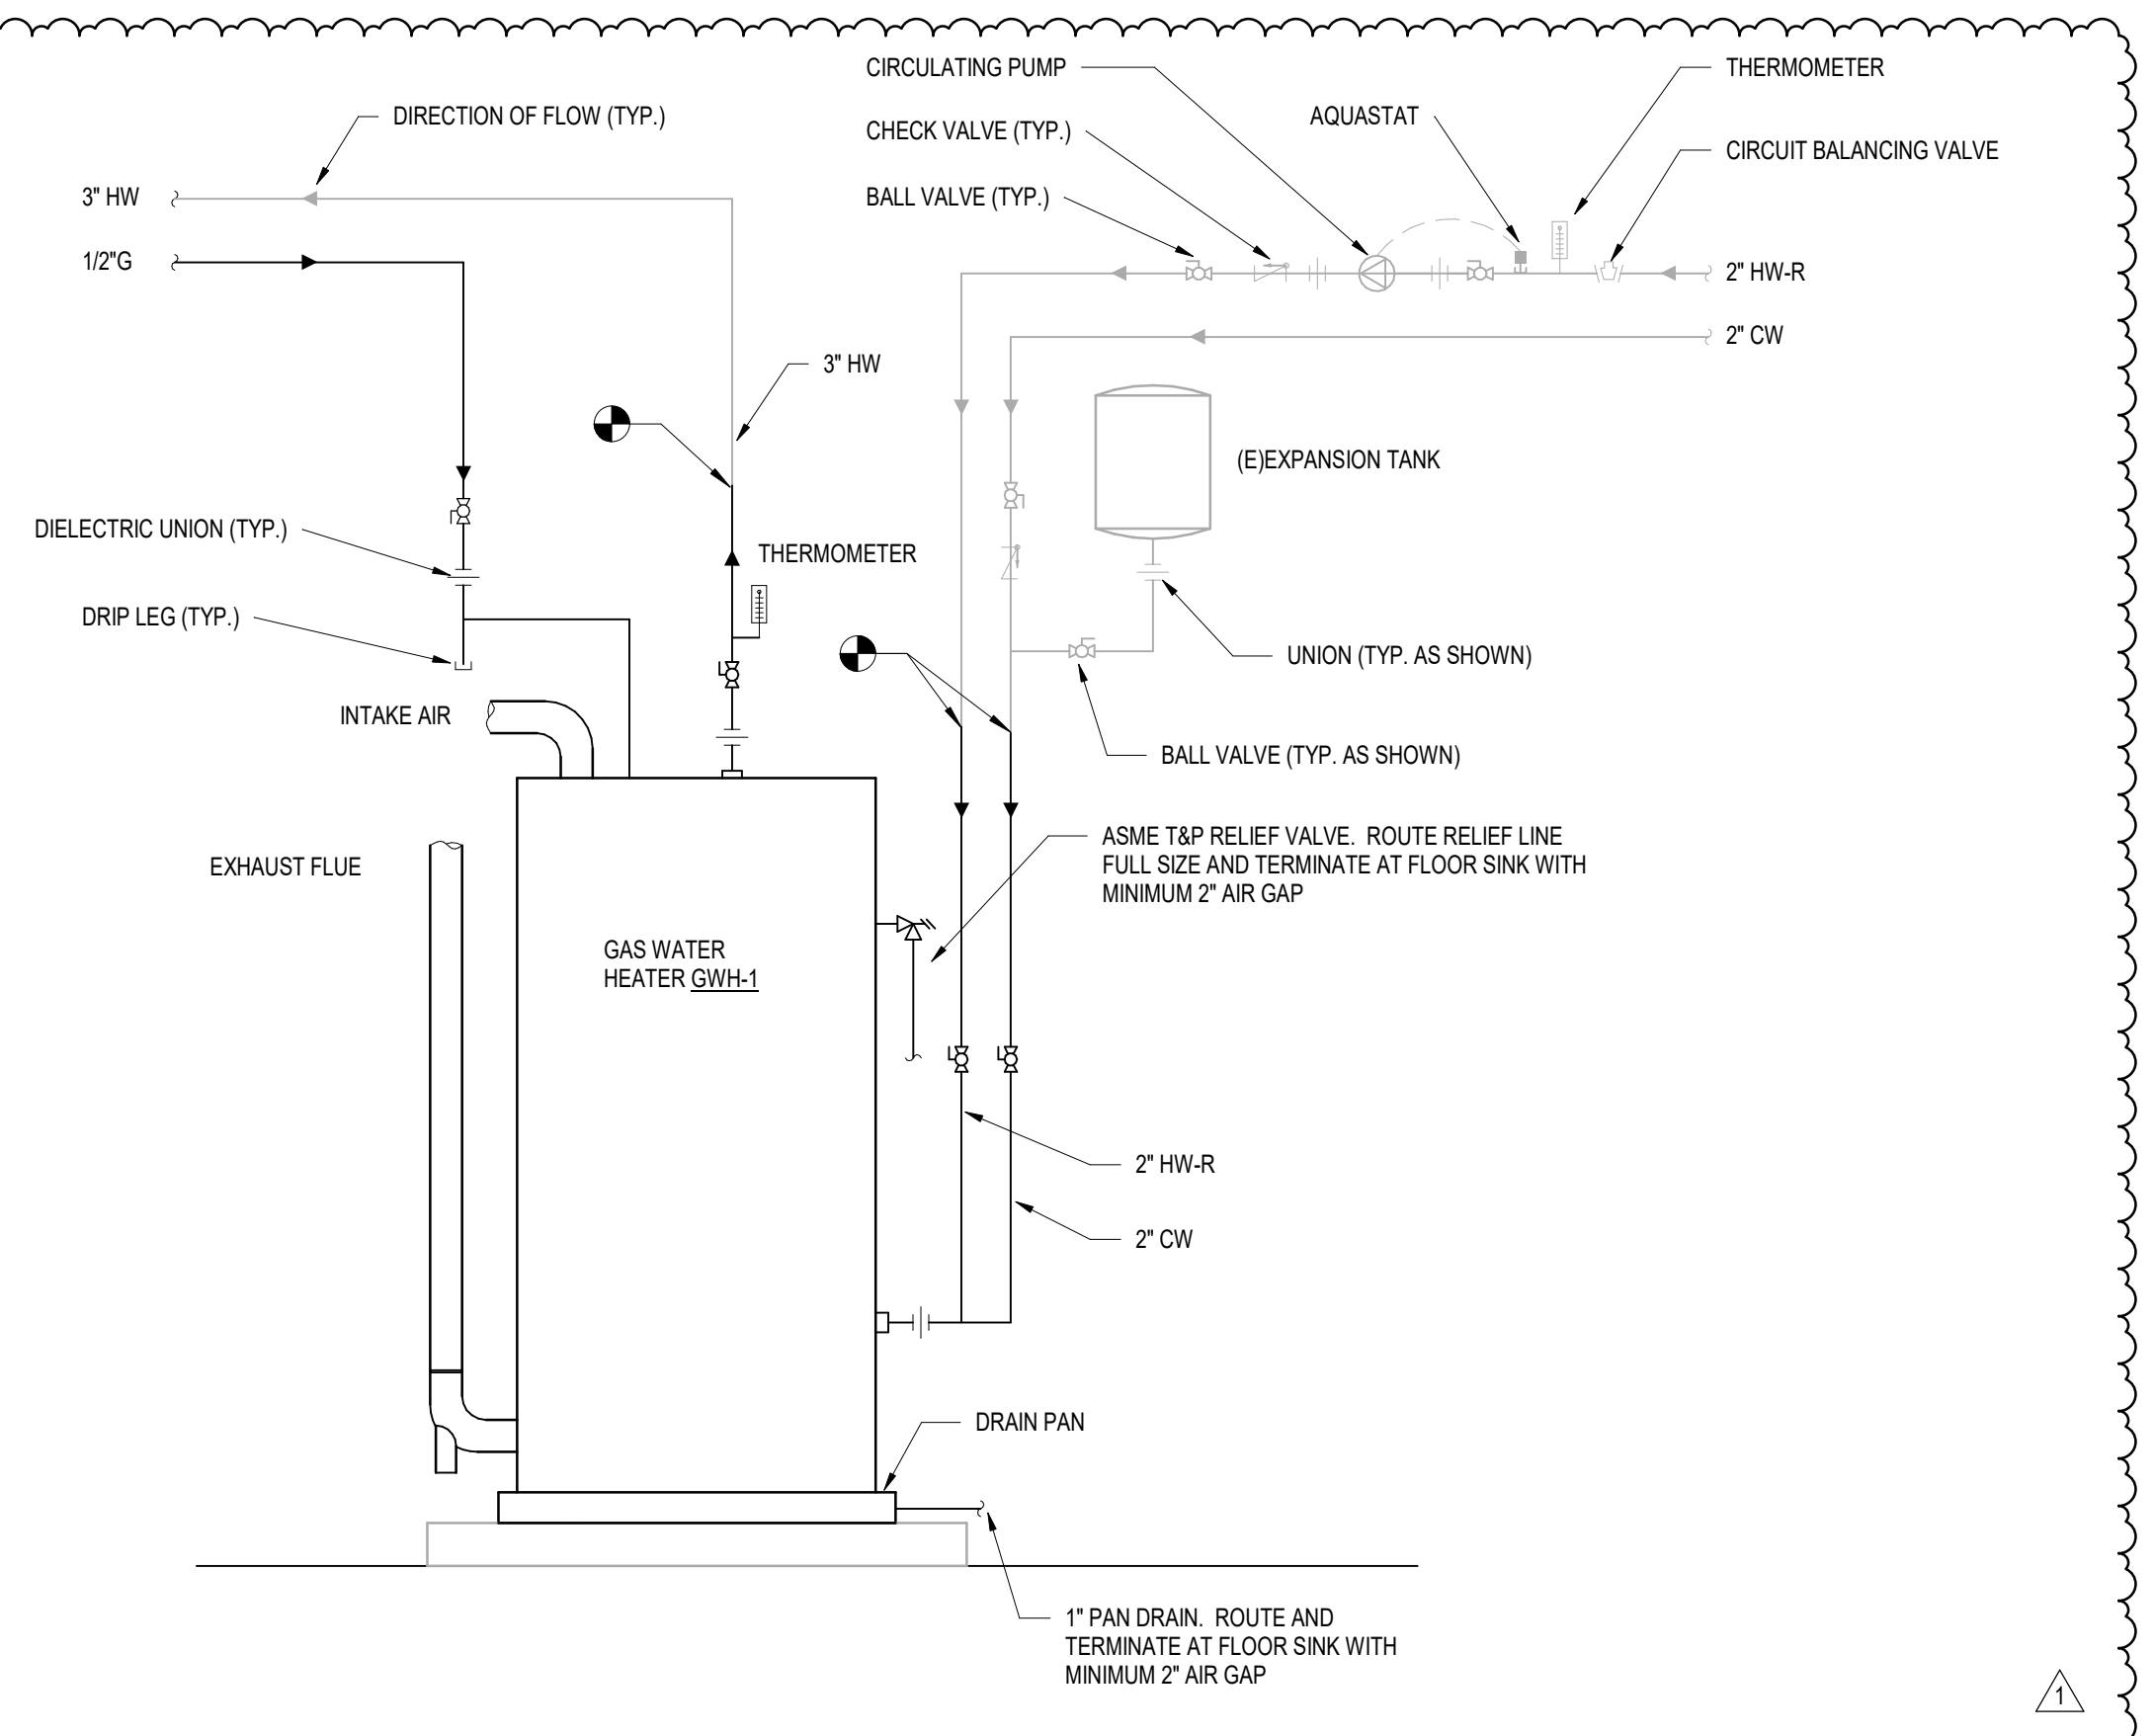 CIRCULATING PUMP
THERMOMETER
DIRECTION OF FLOW (TYP.)
AQUASTAT
CHECK VALVE (TYP.)
CIRCUIT BALANCING VALVE
3" HW
BALL VALVE (TYP.)
1/2"G
2" HW-R
2" CW
3" HW
(E)EXPANSION TANK
DIELECTRIC UNION (TYP.)
THERMOMETER
DRIP LEG (TYP.)
UNION (TYP. AS SHOWN)
INTAKE AIR
BALL VALVE (TYP. AS SHOWN)
ASME T&P RELIEF VALVE. ROUTE RELIEF LINE
FULL SIZE AND TERMINATE AT FLOOR SINK WITH
MINIMUM 2" AIR GAP
EXHAUST FLUE
GAS WATER
HEATER GWH-1
2" HW-R
2" CW
DRAIN PAN
1" PAN DRAIN. ROUTE AND
TERMINATE AT FLOOR SINK WITH
MINIMUM 2" AIR GAP
1